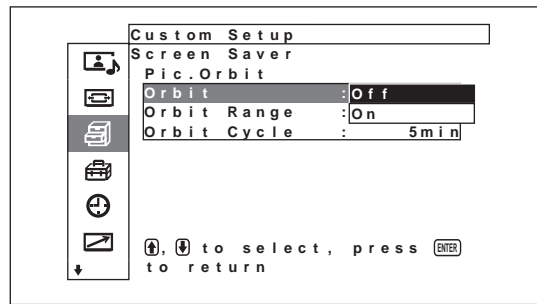 Custom Setup
Screen Saver
Pic.Orbit
Orbit : Off
Orbit Range : On
Orbit Cycle : 5min
, to select, press ENTER
to return